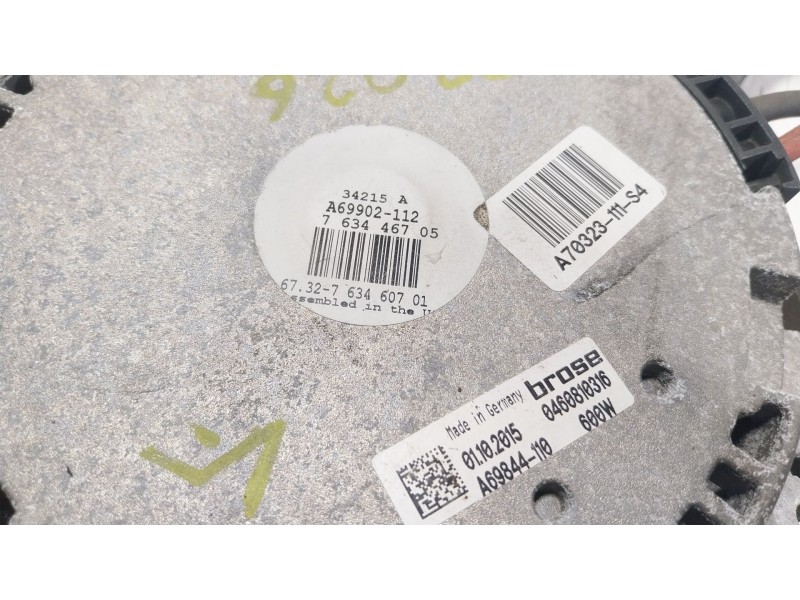 34215 A
A69902-112
7 634 467 05
67.32-7 634 607 01
ssembled in the U
A70323-111-S4
Made in Germany brose
01.10.2015 0460810316
A69844-110 600W